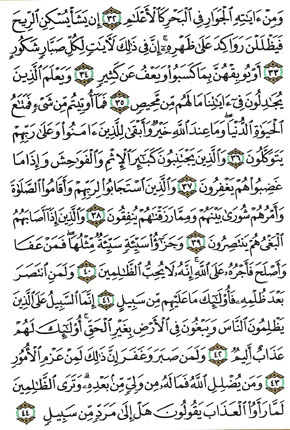 وَمِنْ ءَايَٰتِهِ ٱلْجَوَارِ فِى ٱلْبَحْرِ كَٱلْأَعْلَٰمِ ٣٢ إِن يَشَأْ يُسْكِنِ ٱلرِّيحَ
فَيَظْلَلْنَ رَوَاكِدَ عَلَىٰ ظَهْرِهِۦٓ إِنَّ فِى ذَٰلِكَ لَءَايَٰتٍ لِّكُلِّ صَبَّارٍ شَكُورٍ
٣٣ أَوْ يُوبِقْهُنَّ بِمَا كَسَبُوا۟ وَيَعْفُ عَن كَثِيرٍ ٣٤ وَيَعْلَمَ ٱلَّذِينَ
يُجَٰدِلُونَ فِىٓ ءَايَٰتِنَا مَا لَهُم مِّن مَّحِيصٍ ٣٥ فَمَآ أُوتِيتُم مِّن شَىْءٍ فَمَتَٰعُ
ٱلْحَيَوٰةِ ٱلدُّنْيَا ۖ وَمَا عِندَ ٱللَّهِ خَيْرٌ وَأَبْقَىٰ لِلَّذِينَ ءَامَنُوا۟ وَعَلَىٰ رَبِّهِمْ
يَتَوَكَّلُونَ ٣٦ وَٱلَّذِينَ يَجْتَنِبُونَ كَبَٰٓئِرَ ٱلْإِثْمِ وَٱلْفَوَٰحِشَ وَإِذَا مَا
غَضِبُوا۟ هُمْ يَغْفِرُونَ ٣٧ وَٱلَّذِينَ ٱسْتَجَابُوا۟ لِرَبِّهِمْ وَأَقَامُوا۟ ٱلصَّلَوٰةَ
وَأَمْرُهُمْ شُورَىٰ بَيْنَهُمْ وَمِمَّا رَزَقْنَٰهُمْ يُنفِقُونَ ٣٨ وَٱلَّذِينَ إِذَآ أَصَابَهُمُ
ٱلْبَغْىُ هُمْ يَنتَصِرُونَ ٣٩ وَجَزَٰٓؤُا۟ سَيِّئَةٍ سَيِّئَةٌ مِّثْلُهَا ۖ فَمَنْ عَفَا
وَأَصْلَحَ فَأَجْرُهُۥ عَلَى ٱللَّهِ ۚ إِنَّهُۥ لَا يُحِبُّ ٱلظَّٰلِمِينَ ٤٠ وَلَمَنِ ٱنتَصَرَ
بَعْدَ ظُلْمِهِۦ فَأُو۟لَٰٓئِكَ مَا عَلَيْهِم مِّن سَبِيلٍ ٤١ إِنَّمَا ٱلسَّبِيلُ عَلَى ٱلَّذِينَ
يَظْلِمُونَ ٱلنَّاسَ وَيَبْغُونَ فِى ٱلْأَرْضِ بِغَيْرِ ٱلْحَقِّ ۚ أُو۟لَٰٓئِكَ لَهُمْ
عَذَابٌ أَلِيمٌ ٤٢ وَلَمَن صَبَرَ وَغَفَرَ إِنَّ ذَٰلِكَ لَمِنْ عَزْمِ ٱلْأُمُورِ
٤٣ وَمَن يُضْلِلِ ٱللَّهُ فَمَا لَهُۥ مِن وَلِىٍّ مِّنۢ بَعْدِهِۦ ۗ وَتَرَى ٱلظَّٰلِمِينَ
لَمَّا رَأَوُا۟ ٱلْعَذَابَ يَقُولُونَ هَلْ إِلَىٰ مَرَدٍّ مِّن سَبِيلٍ ٤٤